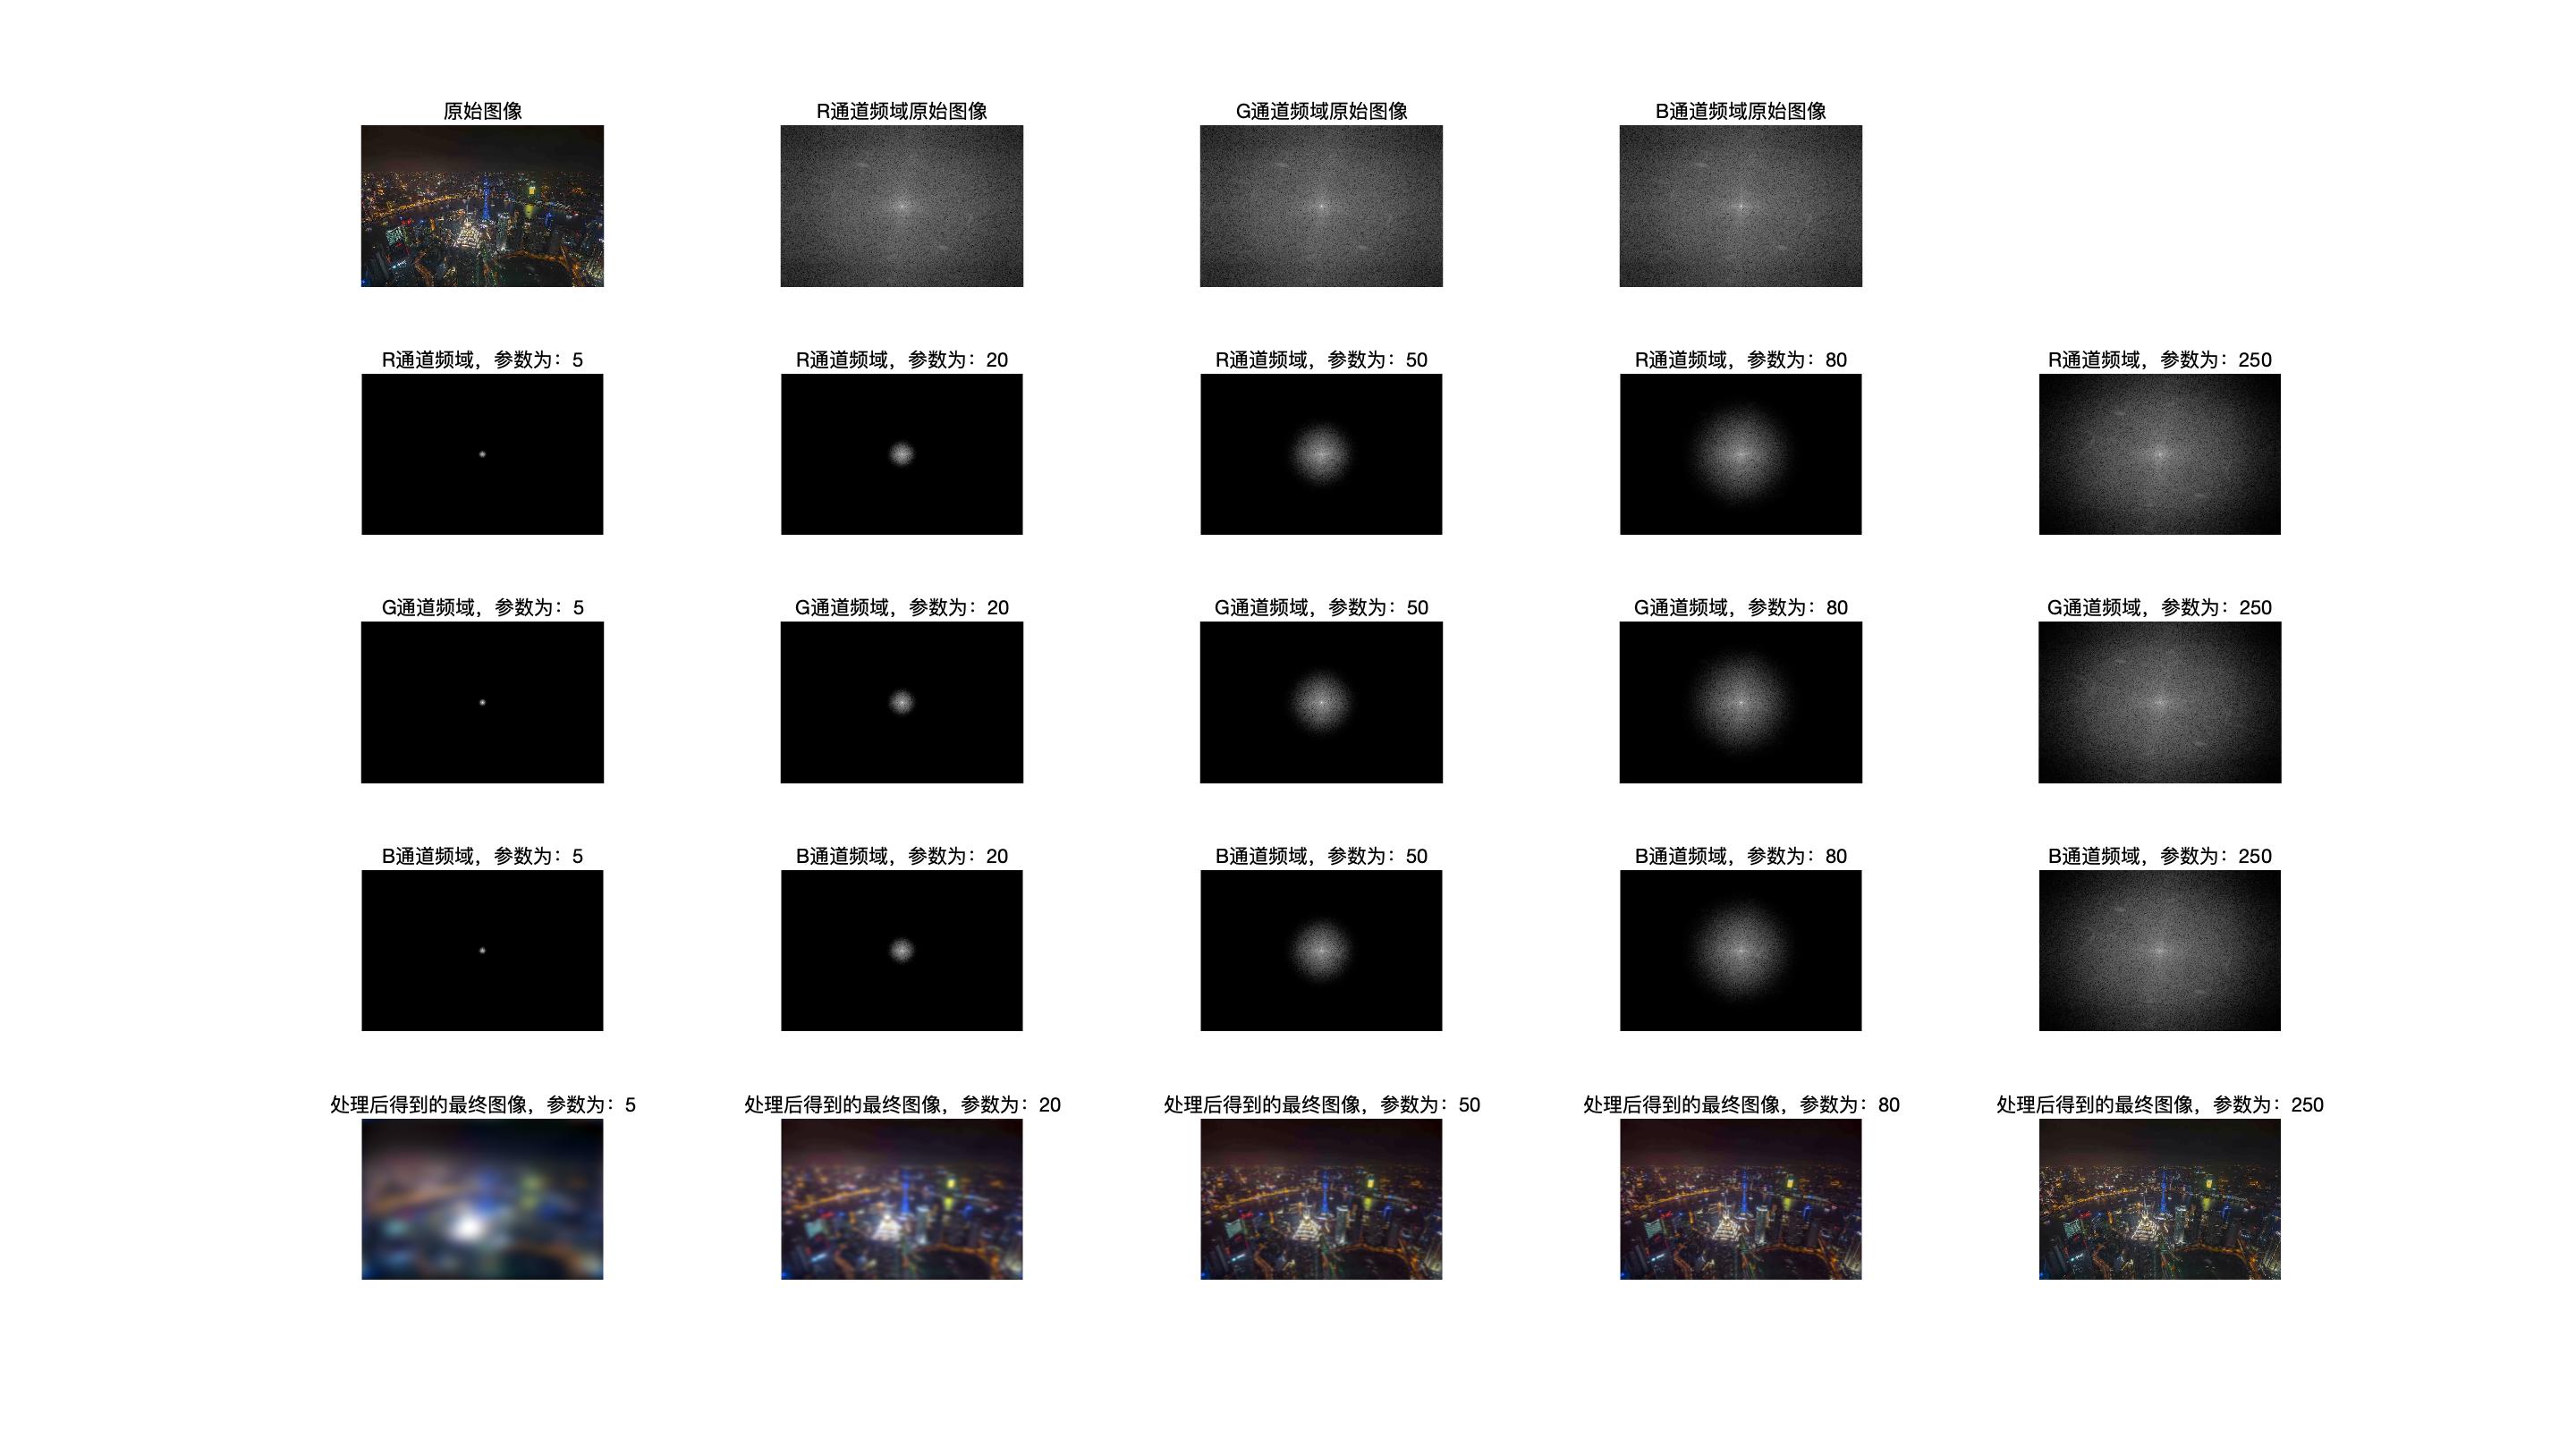 原始图像
R通道频域原始图像
G通道频域原始图像
B通道频域原始图像
R通道频域，参数为：5
R通道频域，参数为：20
R通道频域，参数为：50
R通道频域，参数为：80
R通道频域，参数为：250
G通道频域，参数为：5
G通道频域，参数为：20
G通道频域，参数为：50
G通道频域，参数为：80
G通道频域，参数为：250
B通道频域，参数为：5
B通道频域，参数为：20
B通道频域，参数为：50
B通道频域，参数为：80
B通道频域，参数为：250
处理后得到的最终图像，参数为：5
处理后得到的最终图像，参数为：20
处理后得到的最终图像，参数为：50
处理后得到的最终图像，参数为：80
处理后得到的最终图像，参数为：250